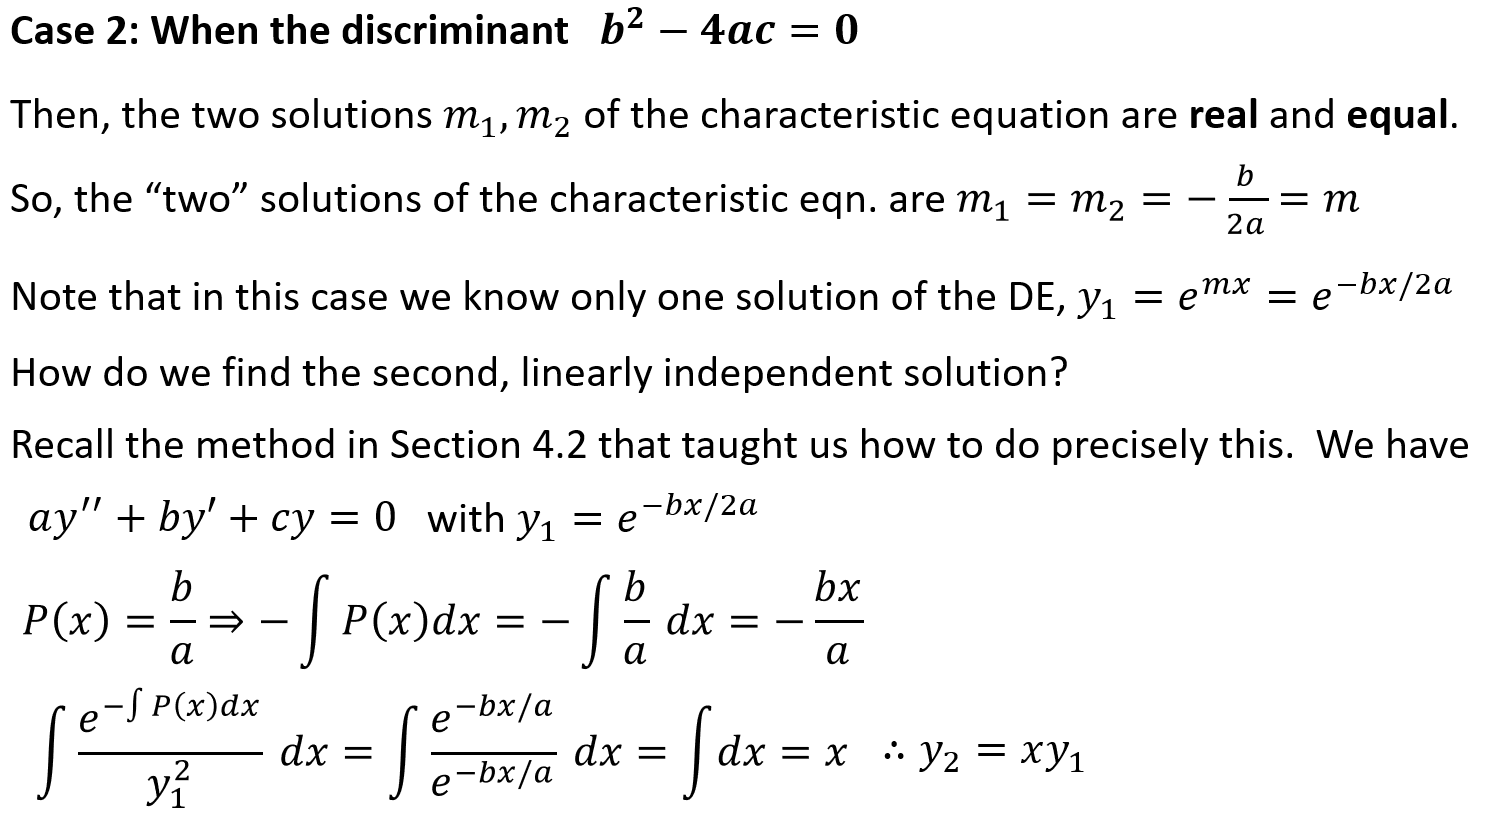 Case 2: When the discriminant b² − 4ac = 0
Then, the two solutions m₁, m₂ of the characteristic equation are real and equal.
So, the “two” solutions of the characteristic eqn. are m₁ = m₂ = −b/2a = m
Note that in this case we know only one solution of the DE, y₁ = e^{mx} = e^{−bx/2a}
How do we find the second, linearly independent solution?
Recall the method in Section 4.2 that taught us how to do precisely this. We have
ay′′ + by′ + cy = 0 with y₁ = e^{−bx/2a}
P(x) = b/a ⇒ −∫ P(x)dx = −∫ b/a dx = −bx/a
∫ e^{−∫ P(x)dx}/y₁² dx = ∫ e^{−bx/a}/e^{−bx/a} dx = ∫ dx = x ∴ y₂ = xy₁